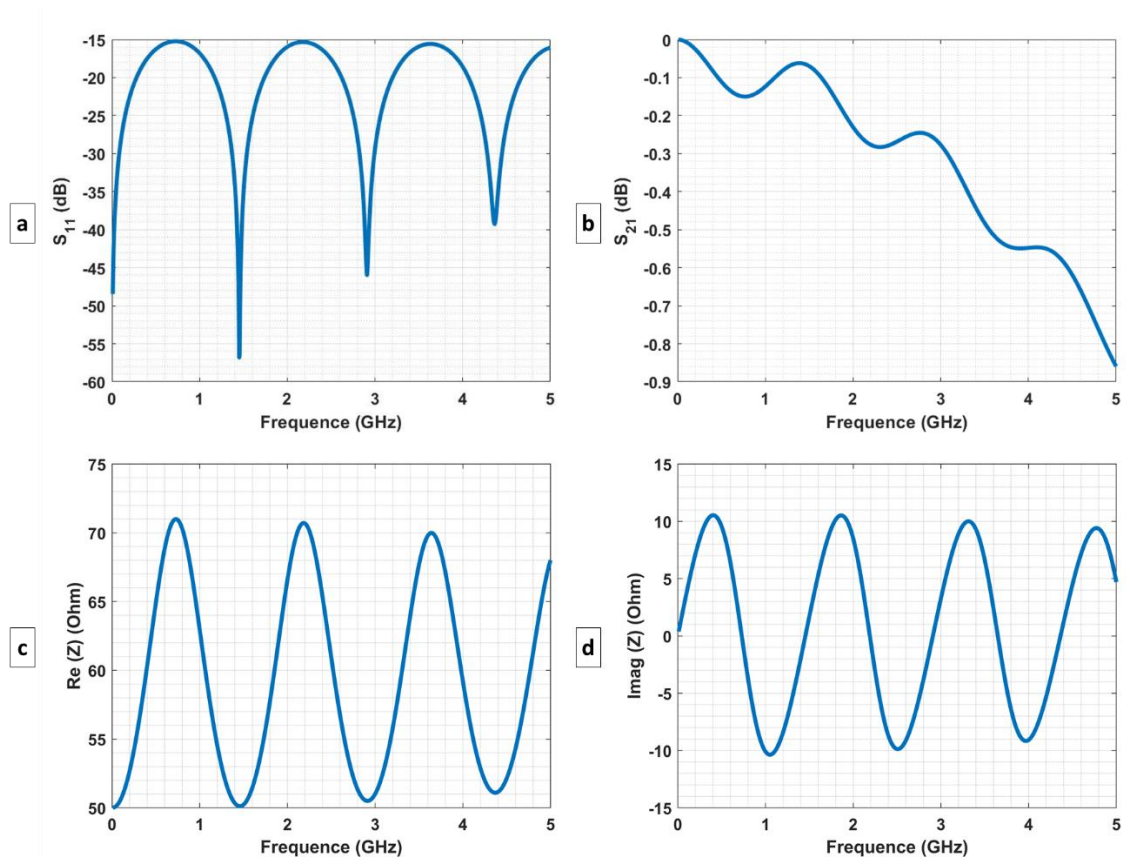 a
S11 (dB)
-15
-20
-25
-30
-35
-40
-45
-50
-55
-60
0 1 2 3 4 5
Frequence (GHz)
b
S21 (dB)
0
-0.1
-0.2
-0.3
-0.4
-0.5
-0.6
-0.7
-0.8
-0.9
0 1 2 3 4 5
Frequence (GHz)
c
Re (Z) (Ohm)
75
70
65
60
55
50
0 1 2 3 4 5
Frequence (GHz)
d
Imag (Z) (Ohm)
15
10
5
0
-5
-10
-15
0 1 2 3 4 5
Frequence (GHz)